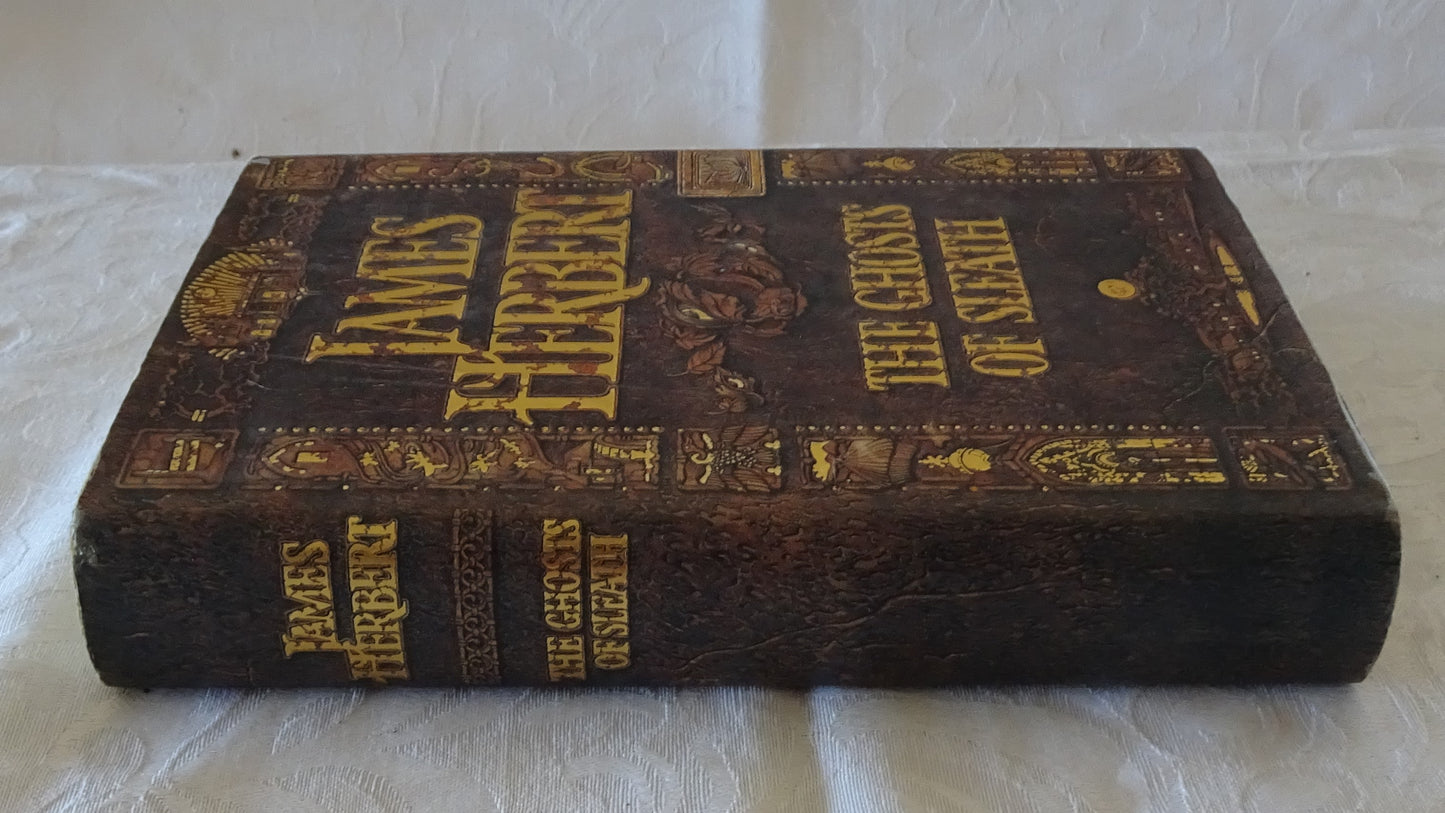 JAMES
HERBERT
THE GHOSTS
OF SLEATH
JAMES
HERBERT
THE GHOSTS
OF SLEATH